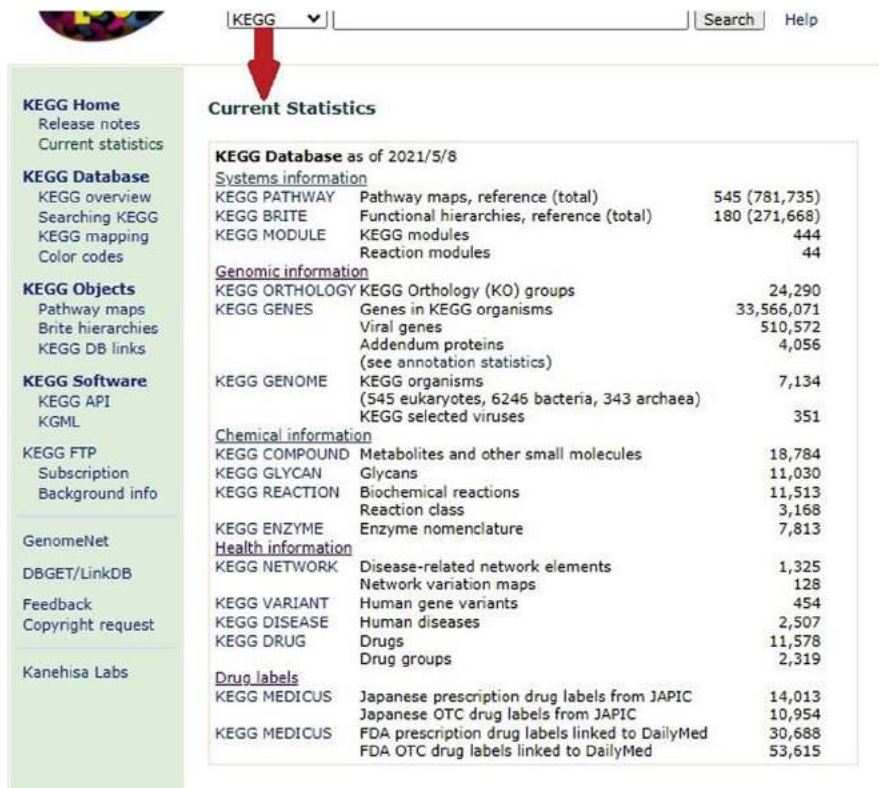 KEGG Search Help
KEGG Home
Release notes
Current statistics
KEGG Database
KEGG overview
Searching KEGG
KEGG mapping
Color codes
KEGG Objects
Pathway maps
Brite hierarchies
KEGG DB links
KEGG Software
KEGG API
KGML
KEGG FTP
Subscription
Background info
GenomeNet
DBGET/LinkDB
Feedback
Copyright request
Kanehisa Labs
Current Statistics
KEGG Database as of 2021/5/8
Systems information
KEGG PATHWAY Pathway maps, reference (total) 545 (781,735)
KEGG BRITE Functional hierarchies, reference (total) 180 (271,668)
KEGG MODULE KEGG modules 444
Reaction modules 44
Genomic information
KEGG ORTHOLOGY KEGG Orthology (KO) groups 24,290
KEGG GENES Genes in KEGG organisms 33,566,071
Viral genes 510,572
Addendum proteins 4,056
(see annotation statistics)
KEGG GENOME KEGG organisms 7,134
(545 eukaryotes, 6246 bacteria, 343 archaea)
KEGG selected viruses 351
Chemical information
KEGG COMPOUND Metabolites and other small molecules 18,784
KEGG GLYCAN Glycans 11,030
KEGG REACTION Biochemical reactions 11,513
Reaction class 3,168
KEGG ENZYME Enzyme nomenclature 7,813
Health information
KEGG NETWORK Disease-related network elements 1,325
Network variation maps 128
KEGG VARIANT Human gene variants 454
KEGG DISEASE Human diseases 2,507
KEGG DRUG Drugs 11,578
Drug groups 2,319
Drug labels
KEGG MEDICUS Japanese prescription drug labels from JAPIC 14,013
Japanese OTC drug labels from JAPIC 10,954
KEGG MEDICUS FDA prescription drug labels linked to DailyMed 30,688
FDA OTC drug labels linked to DailyMed 53,615